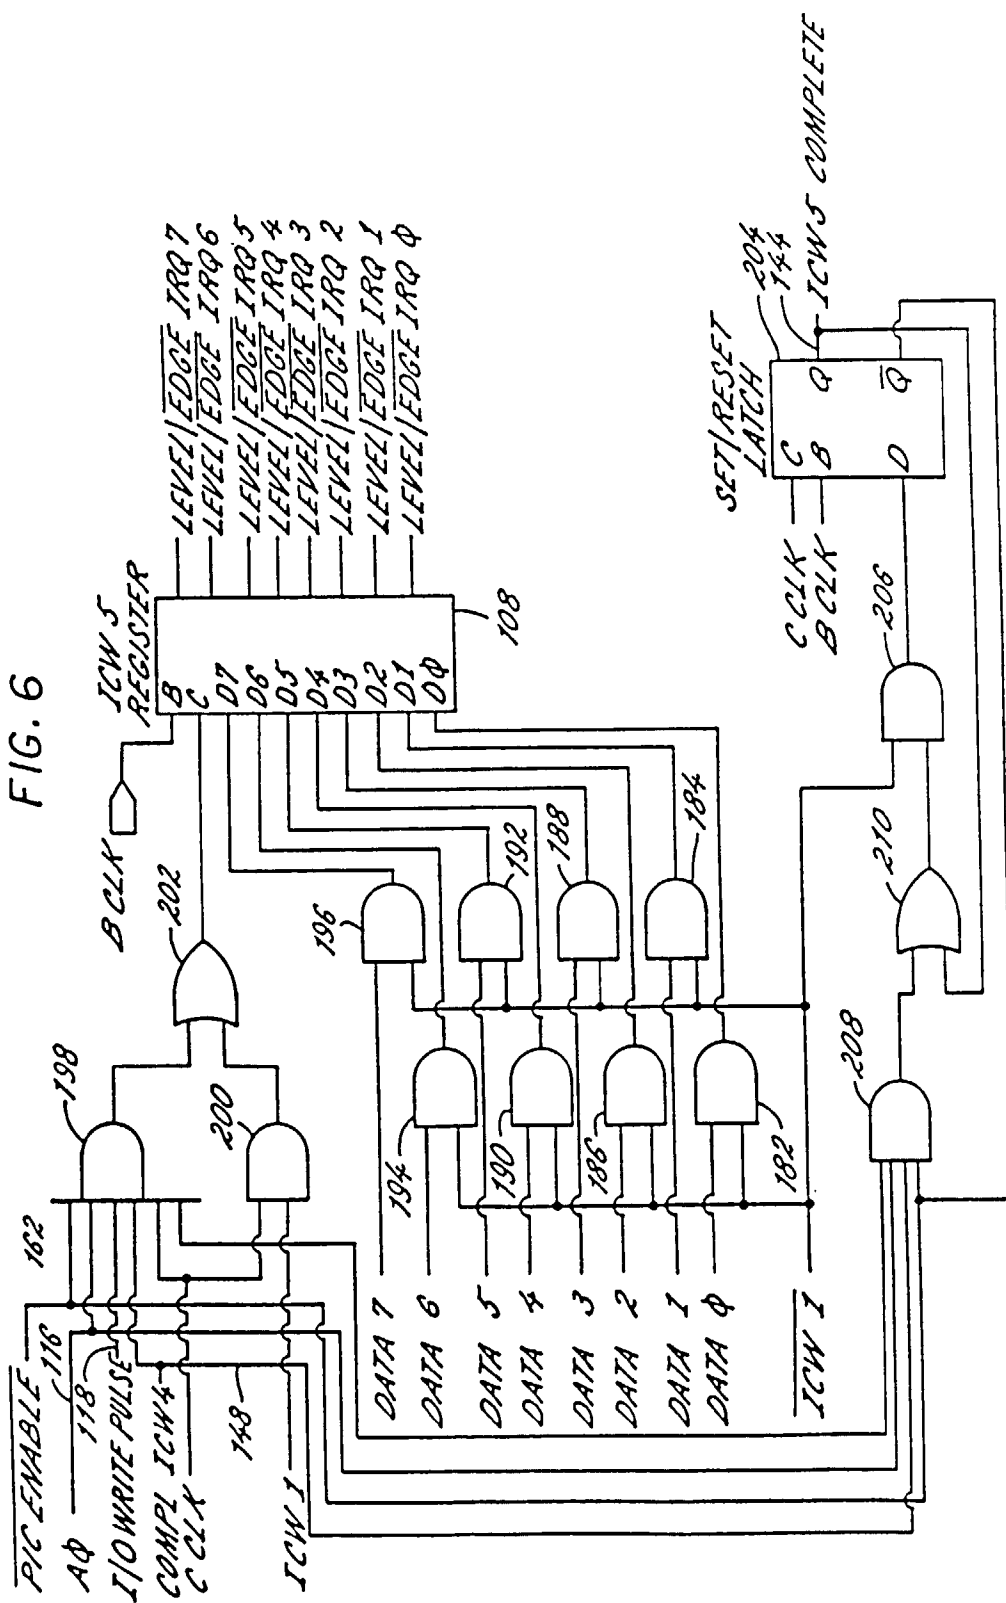 FIG. 6
PIC ENABLE
116
AΦ
118
I/O WRITE PULSE
COMPL ICW4
C CLK
148
ICW 1
162
198
200
202
B CLK
ICW 5
REGISTER
B
C
D7
D6
D5
D4
D3
D2
D1
DΦ
108
LEVEL/EDGE IRQ 7
LEVEL/EDGE IRQ 6
LEVEL/EDGE IRQ 5
LEVEL/EDGE IRQ 4
LEVEL/EDGE IRQ 3
LEVEL/EDGE IRQ 2
LEVEL/EDGE IRQ 1
LEVEL/EDGE IRQ Φ
DATA 7
DATA 6
DATA 5
DATA 4
DATA 3
DATA 2
DATA 1
DATA Φ
ICW 1
196
194
192
190
188
186
184
182
208
210
206
C CLK
B CLK
SET/RESET
LATCH
C
B
D
Q
Q
204
144
ICW 5 COMPLETE